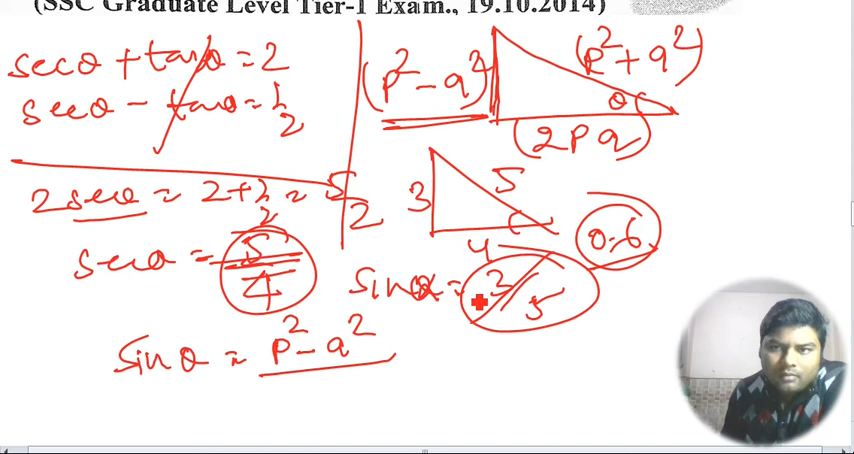 (SSC Graduate Level Tier-I Exam., 19.10.2014)
secθ + tanθ = 2
secθ - tanθ = 1/2
2 secθ = 2 + 1/2 = 5/2
secθ = 5/4
sinθ = p² - q²
(p² - q²)
(p² + q²)
θ
(2pq)
3
5
4
0.6
sinθ = 3/5